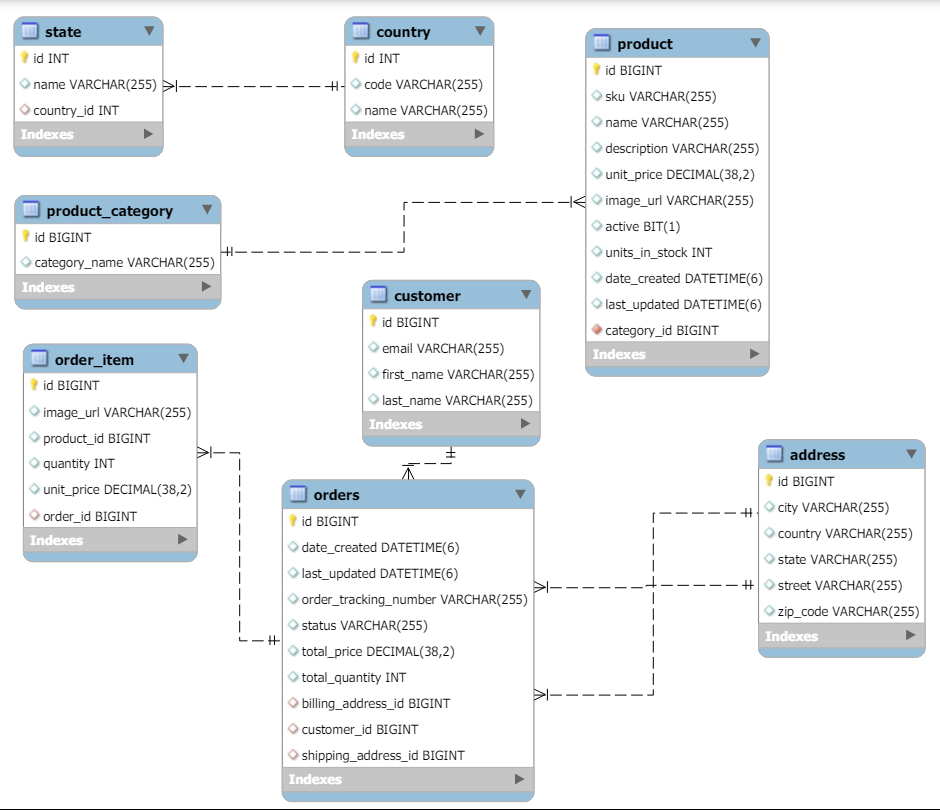 state
id INT
name VARCHAR(255)
country_id INT
Indexes
country
id INT
code VARCHAR(255)
name VARCHAR(255)
Indexes
product
id BIGINT
sku VARCHAR(255)
name VARCHAR(255)
description VARCHAR(255)
unit_price DECIMAL(38,2)
image_url VARCHAR(255)
active BIT(1)
units_in_stock INT
date_created DATETIME(6)
last_updated DATETIME(6)
category_id BIGINT
Indexes
product_category
id BIGINT
category_name VARCHAR(255)
Indexes
customer
id BIGINT
email VARCHAR(255)
first_name VARCHAR(255)
last_name VARCHAR(255)
Indexes
order_item
id BIGINT
image_url VARCHAR(255)
product_id BIGINT
quantity INT
unit_price DECIMAL(38,2)
order_id BIGINT
Indexes
orders
id BIGINT
date_created DATETIME(6)
last_updated DATETIME(6)
order_tracking_number VARCHAR(255)
status VARCHAR(255)
total_price DECIMAL(38,2)
total_quantity INT
billing_address_id BIGINT
customer_id BIGINT
shipping_address_id BIGINT
Indexes
address
id BIGINT
city VARCHAR(255)
country VARCHAR(255)
state VARCHAR(255)
street VARCHAR(255)
zip_code VARCHAR(255)
Indexes